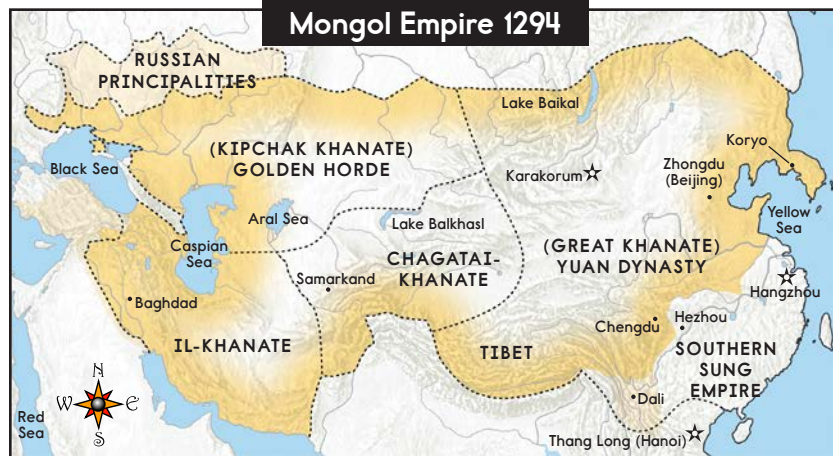 Mongol Empire 1294
RUSSIAN
PRINCIPALITIES
Lake Baikal
(KIPCHAK KHANATE)
GOLDEN HORDE
Koryo
Black Sea
Karakorum
Zhongdu
(Beijing)
Aral Sea
Lake Balkhasl
Yellow
Sea
Caspian
Sea
CHAGATAI-
KHANATE
(GREAT KHANATE)
YUAN DYNASTY
Samarkand
Baghdad
Hangzhou
Chengdu
Hezhou
IL-KHANATE
TIBET
SOUTHERN
SUNG
EMPIRE
N
W
E
S
Dali
Red
Sea
Thang Long (Hanoi)